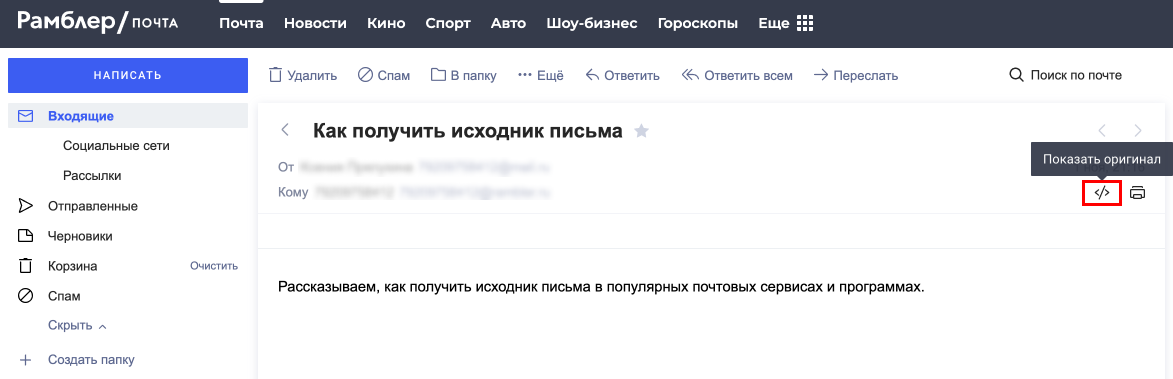 Рамблер/ПОЧТА Почта Новости Кино Спорт Авто Шоу-бизнес Гороскопы Еще
НАПИСАТЬ
Удалить Спам В папку Ещё Ответить Ответить всем Переслать Поиск по почте
Входящие
Социальные сети
Рассылки
Отправленные
Черновики
Корзина Очистить
Спам
Скрыть
Создать папку
Как получить исходник письма
От
Показать оригинал
Кому
Рассказываем, как получить исходник письма в популярных почтовых сервисах и программах.